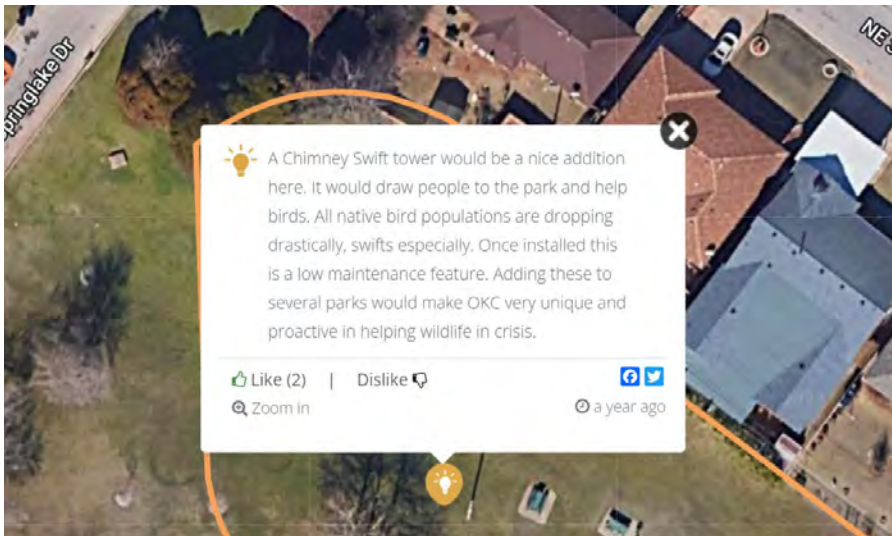 pringlake Dr
NE S
A Chimney Swift tower would be a nice addition
here. It would draw people to the park and help
birds. All native bird populations are dropping
drastically, swifts especially. Once installed this
is a low maintenance feature. Adding these to
several parks would make OKC very unique and
proactive in helping wildlife in crisis.
Like (2) | Dislike
Zoom in
a year ago